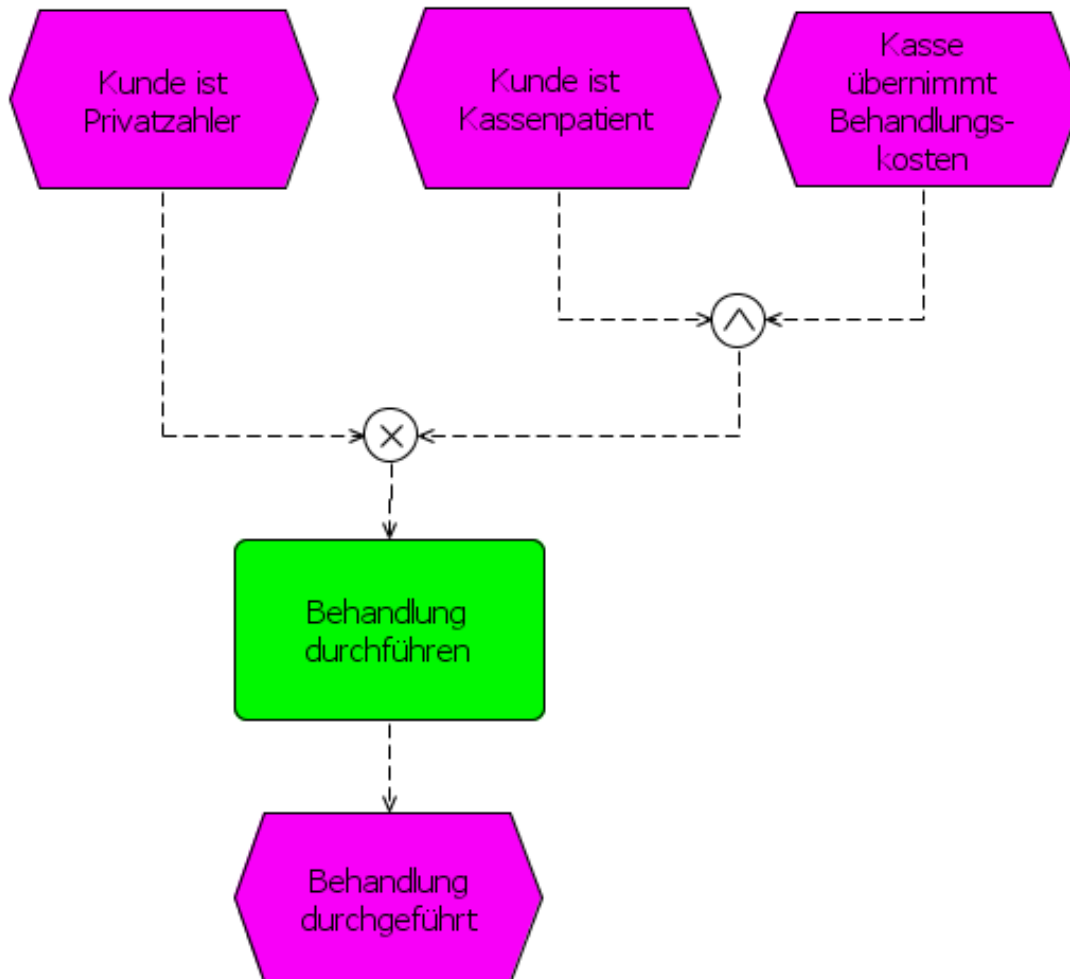 Kunde ist
Privatzahler
Kunde ist
Kassenpatient
Kasse
übernimmt
Behandlungs-
kosten
Behandlung
durchführen
Behandlung
durchgeführt